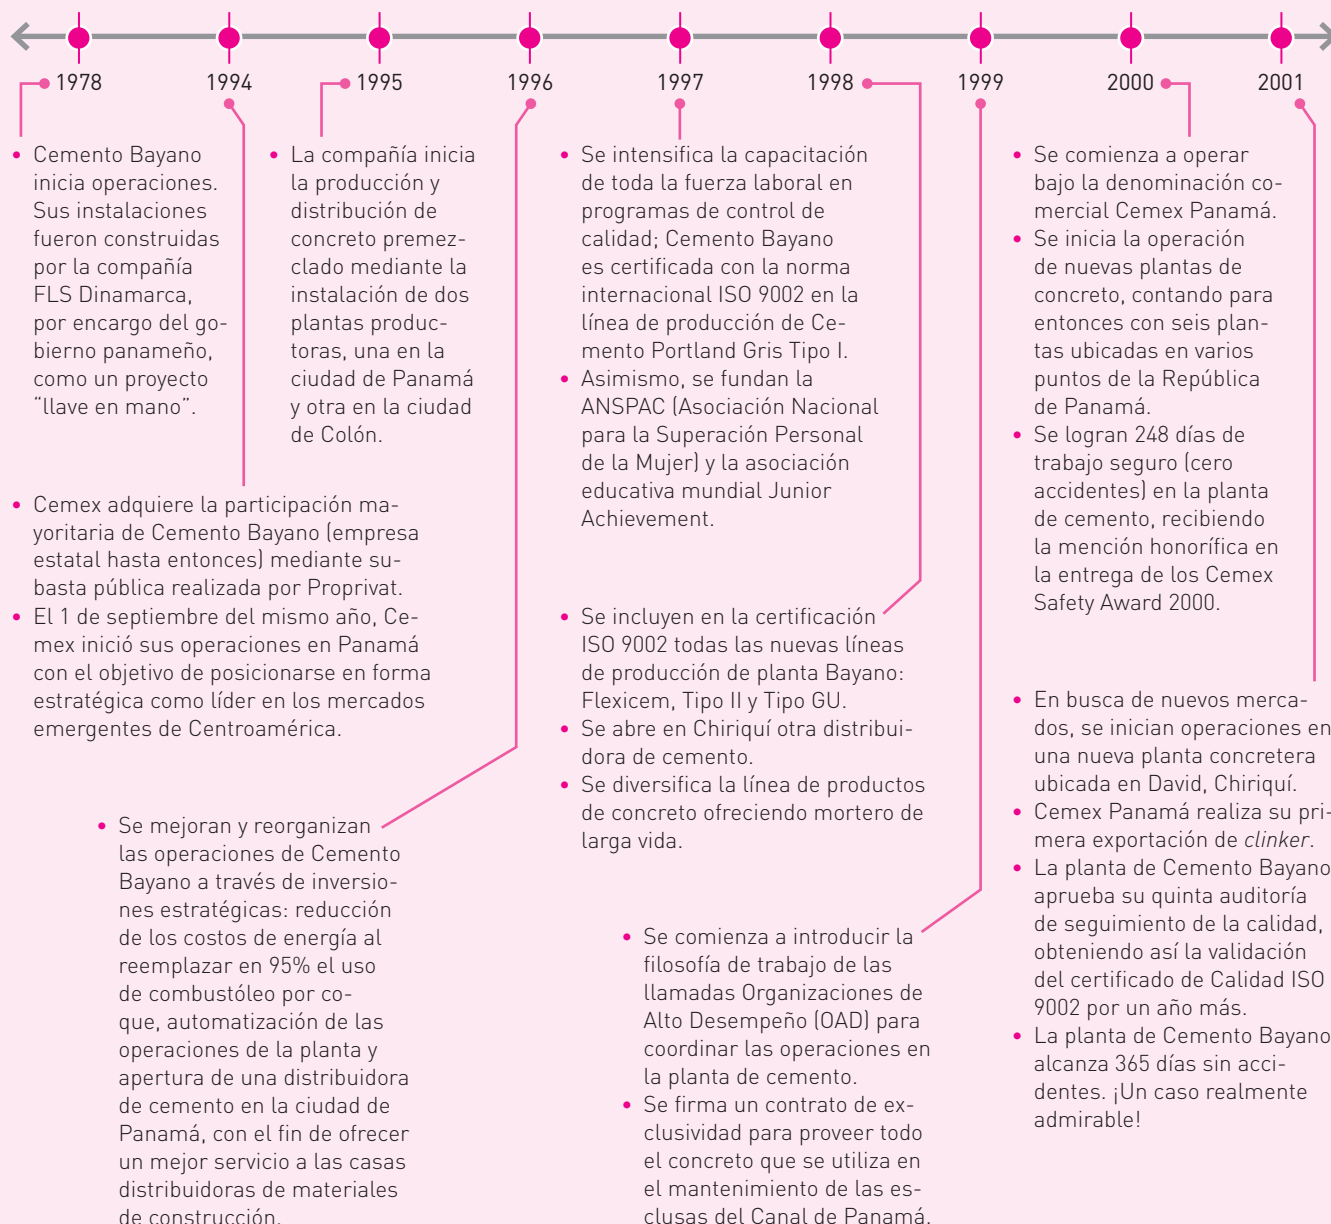 1978 1994 1995 1996 1997 1998 1999 2000 2001
• Cemento Bayano
inicia operaciones.
Sus instalaciones
fueron construidas
por la compañía
FLS Dinamarca,
por encargo del go-
bierno panameño,
como un proyecto
“llave en mano”.
• Cemex adquiere la participación ma-
yoritaria de Cemento Bayano (empresa
estatal hasta entonces) mediante su-
basta pública realizada por Proprivat.
• El 1 de septiembre del mismo año, Ce-
mex inició sus operaciones en Panamá
con el objetivo de posicionarse en forma
estratégica como líder en los mercados
emergentes de Centroamérica.
• La compañía inicia
la producción y
distribución de
concreto premez-
clado mediante la
instalación de dos
plantas produc-
toras, una en la
ciudad de Panamá
y otra en la ciudad
de Colón.
• Se mejoran y reorganizan
las operaciones de Cemento
Bayano a través de inversio-
nes estratégicas: reducción
de los costos de energía al
reemplazar en 95% el uso
de combustóleo por co-
que, automatización de las
operaciones de la planta y
apertura de una distribuidora
de cemento en la ciudad de
Panamá, con el fin de ofrecer
un mejor servicio a las casas
distribuidoras de materiales
de construcción.
• Se intensifica la capacitación
de toda la fuerza laboral en
programas de control de
calidad; Cemento Bayano
es certificada con la norma
internacional ISO 9002 en la
línea de producción de Ce-
mento Portland Gris Tipo I.
• Asimismo, se fundan la
ANSPAC (Asociación Nacional
para la Superación Personal
de la Mujer) y la asociación
educativa mundial Junior
Achievement.
• Se incluyen en la certificación
ISO 9002 todas las nuevas líneas
de producción de planta Bayano:
Flexicem, Tipo II y Tipo GU.
• Se abre en Chiriquí otra distribui-
dora de cemento.
• Se diversifica la línea de productos
de concreto ofreciendo mortero de
larga vida.
• Se comienza a introducir la
filosofía de trabajo de las
llamadas Organizaciones de
Alto Desempeño (OAD) para
coordinar las operaciones en
la planta de cemento.
• Se firma un contrato de ex-
clusividad para proveer todo
el concreto que se utiliza en
el mantenimiento de las es-
clusas del Canal de Panamá.
• Se comienza a operar
bajo la denominación co-
mercial Cemex Panamá.
• Se inicia la operación
de nuevas plantas de
concreto, contando para
entonces con seis plan-
tas ubicadas en varios
puntos de la República
de Panamá.
• Se logran 248 días de
trabajo seguro (cero
accidentes) en la planta
de cemento, recibiendo
la mención honorífica en
la entrega de los Cemex
Safety Award 2000.
• En busca de nuevos merca-
dos, se inician operaciones en
una nueva planta concretera
ubicada en David, Chiriquí.
• Cemex Panamá realiza su pri-
mera exportación de clinker.
• La planta de Cemento Bayano
aprueba su quinta auditoría
de seguimiento de la calidad,
obteniendo así la validación
del certificado de Calidad ISO
9002 por un año más.
• La planta de Cemento Bayano
alcanza 365 días sin acci-
dentes. ¡Un caso realmente
admirable!